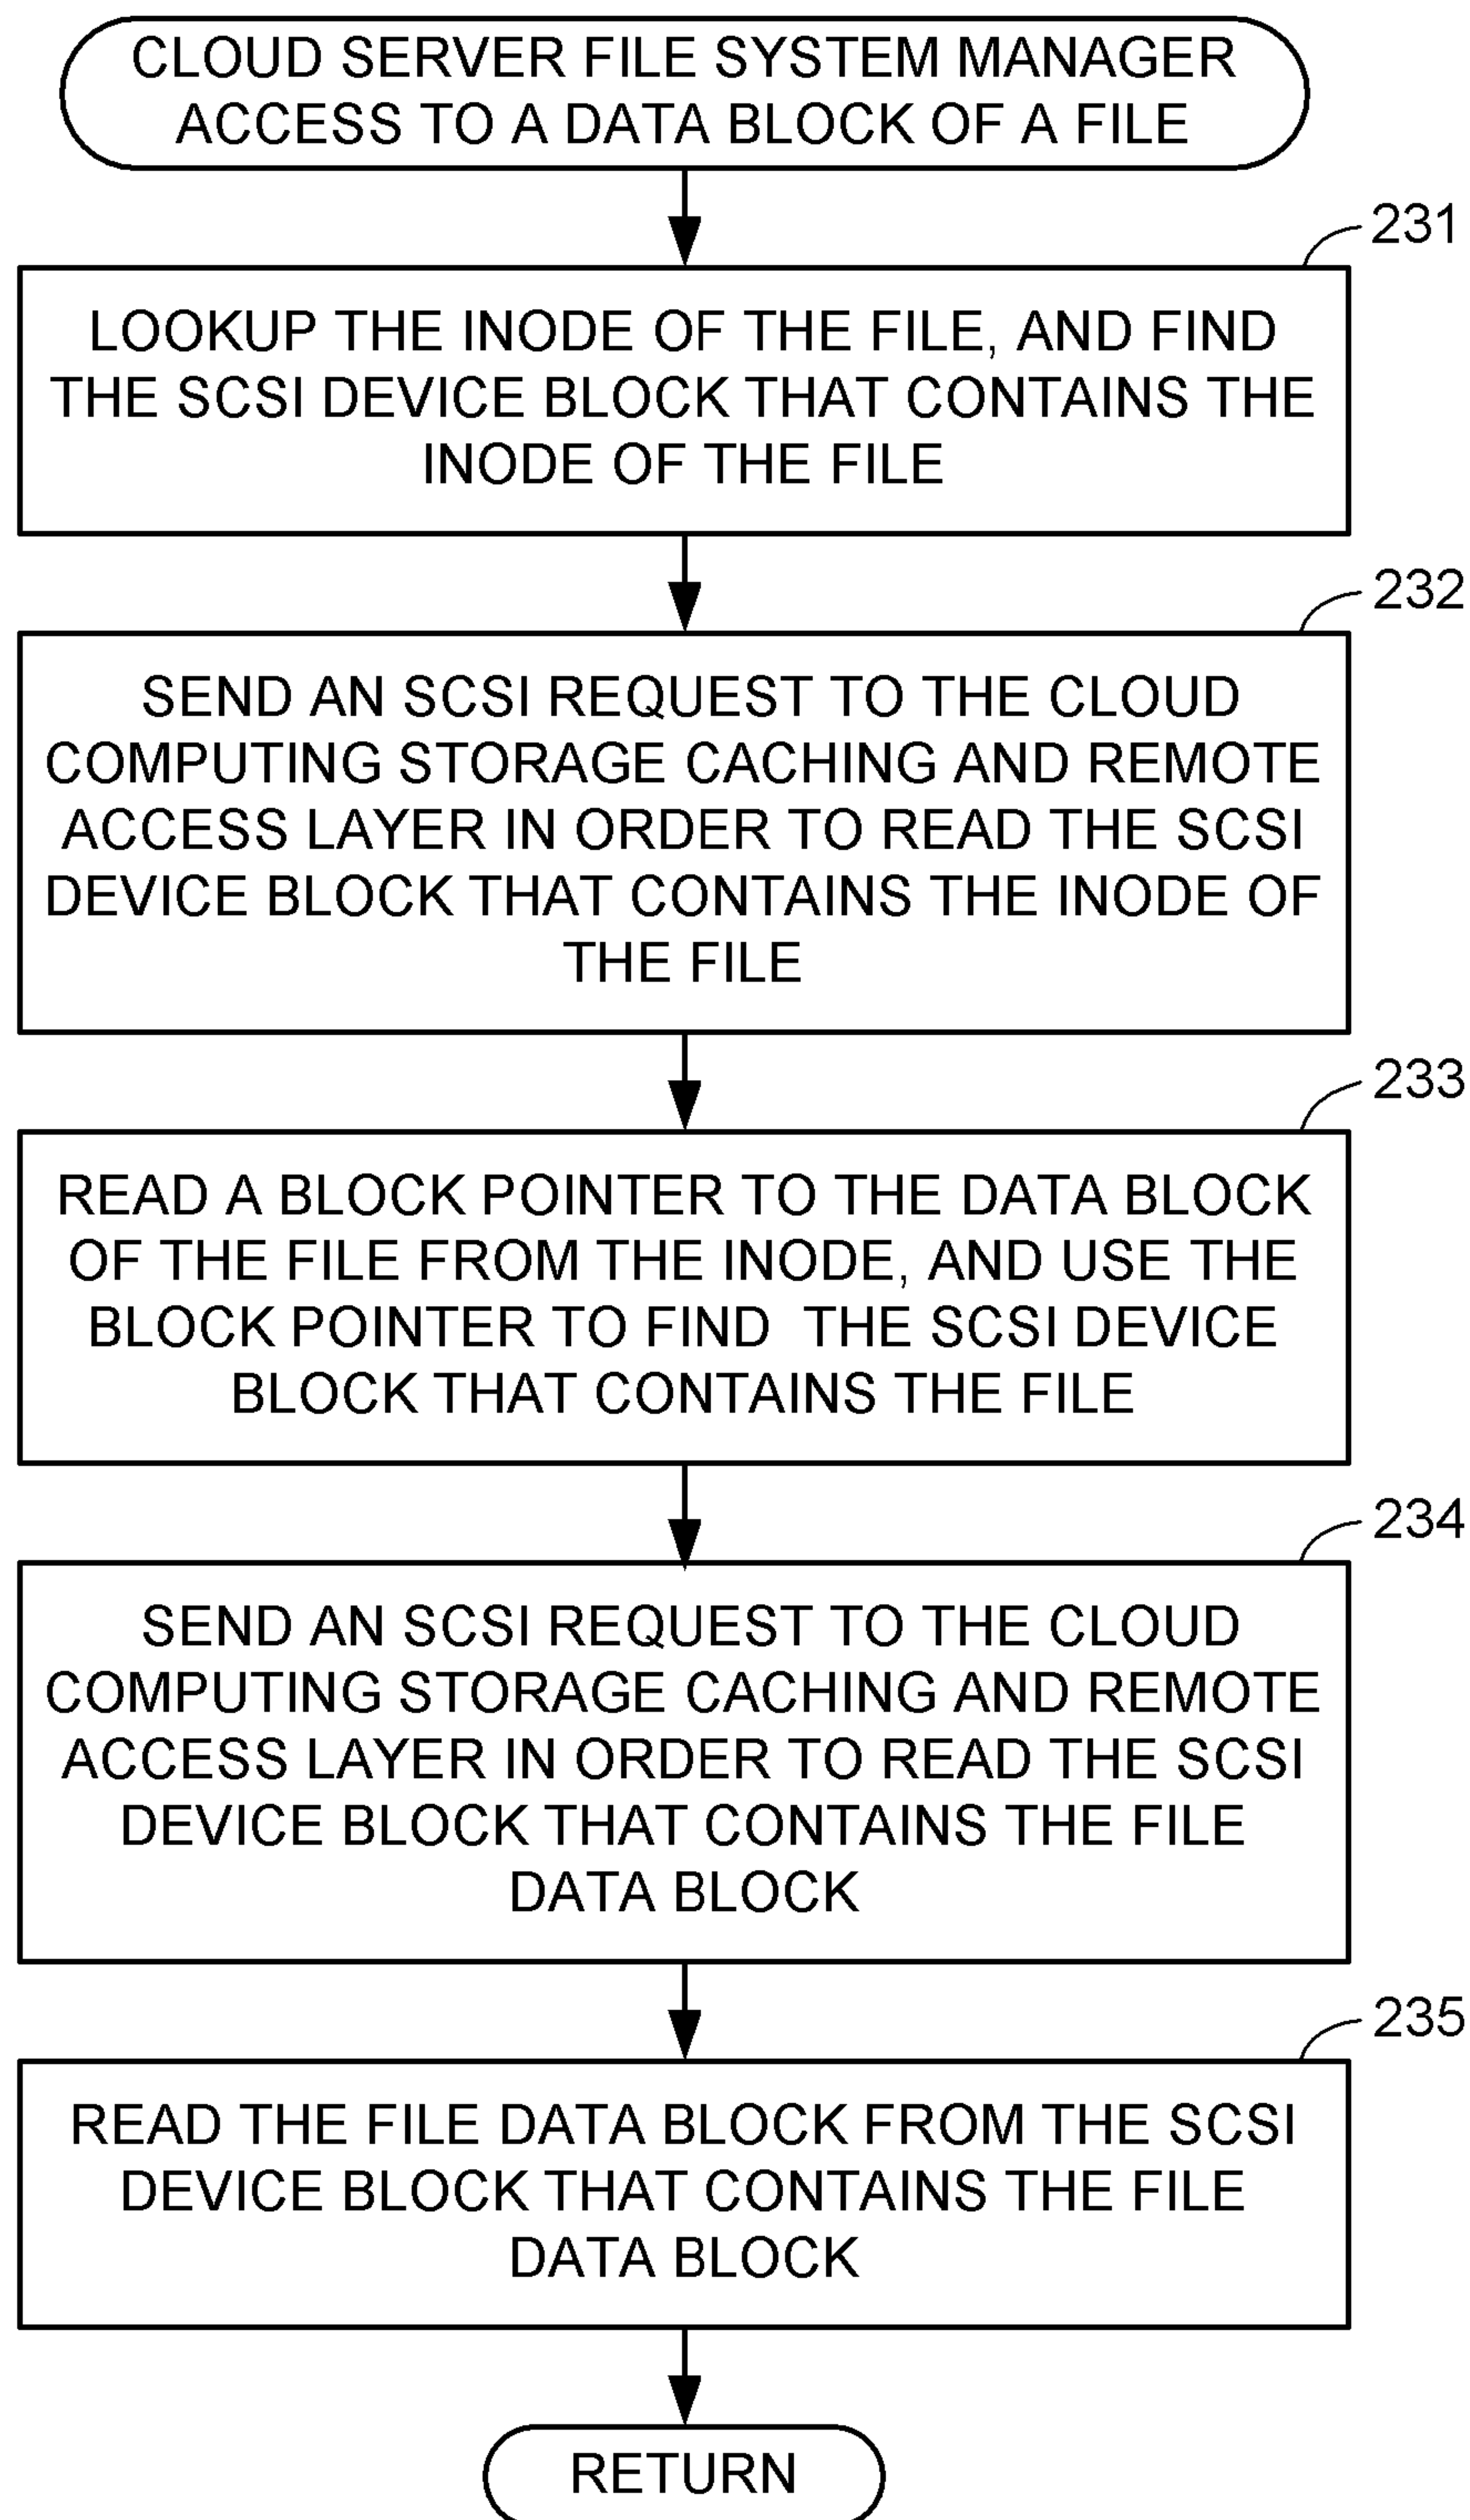 CLOUD SERVER FILE SYSTEM MANAGER
ACCESS TO A DATA BLOCK OF A FILE
231
LOOKUP THE INODE OF THE FILE, AND FIND
THE SCSI DEVICE BLOCK THAT CONTAINS THE
INODE OF THE FILE
232
SEND AN SCSI REQUEST TO THE CLOUD
COMPUTING STORAGE CACHING AND REMOTE
ACCESS LAYER IN ORDER TO READ THE SCSI
DEVICE BLOCK THAT CONTAINS THE INODE OF
THE FILE
233
READ A BLOCK POINTER TO THE DATA BLOCK
OF THE FILE FROM THE INODE, AND USE THE
BLOCK POINTER TO FIND THE SCSI DEVICE
BLOCK THAT CONTAINS THE FILE
234
SEND AN SCSI REQUEST TO THE CLOUD
COMPUTING STORAGE CACHING AND REMOTE
ACCESS LAYER IN ORDER TO READ THE SCSI
DEVICE BLOCK THAT CONTAINS THE FILE
DATA BLOCK
235
READ THE FILE DATA BLOCK FROM THE SCSI
DEVICE BLOCK THAT CONTAINS THE FILE
DATA BLOCK
RETURN